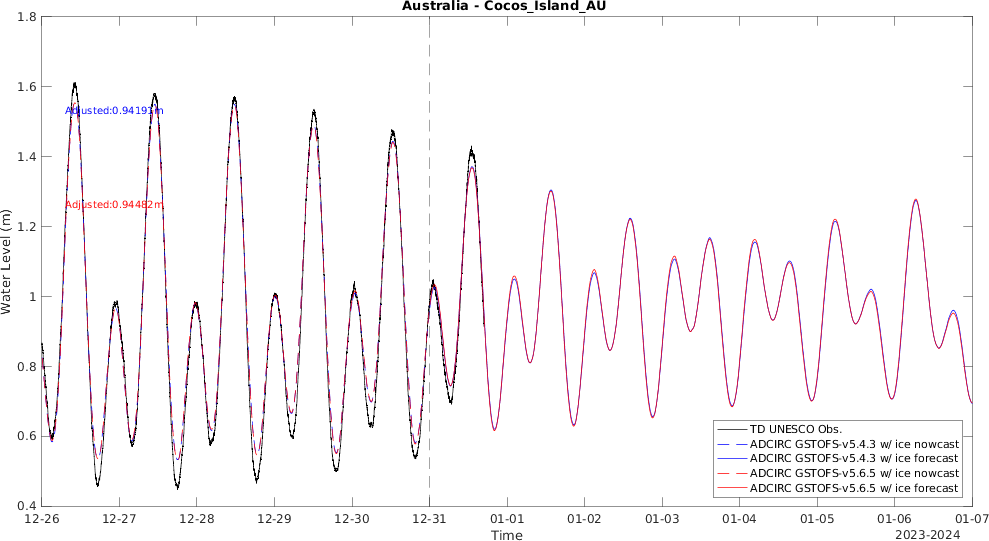 Australia - Cocos_Island_AU
1.8
1.6
1.4
1.2
1
0.8
0.6
0.4
Water Level (m)
Adjusted:0.94191m
Adjusted:0.94482m
TD UNESCO Obs.
ADCIRC GSTOFS-v5.4.3 w/ ice nowcast
ADCIRC GSTOFS-v5.4.3 w/ ice forecast
ADCIRC GSTOFS-v5.6.5 w/ ice nowcast
ADCIRC GSTOFS-v5.6.5 w/ ice forecast
12-26 12-27 12-28 12-29 12-30 12-31 01-01 01-02 01-03 01-04 01-05 01-06 01-07
Time
2023-2024